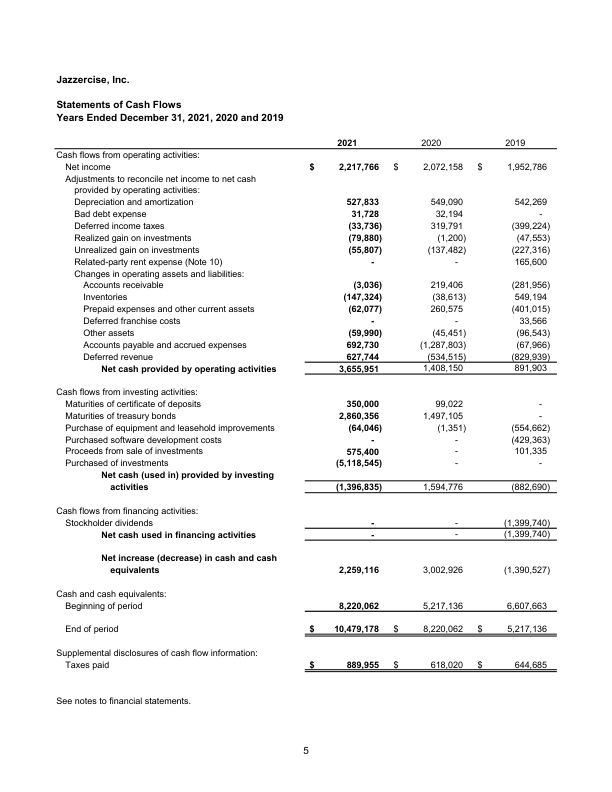 Jazzercise, Inc.
Statements of Cash Flows
Years Ended December 31, 2021, 2020 and 2019
2021 2020 2019
Cash flows from operating activities:
Net income $ 2,217,766 $ 2,072,158 $ 1,952,786
Adjustments to reconcile net income to net cash
provided by operating activities:
Depreciation and amortization 527,833 549,090 542,269
Bad debt expense 31,728 32,194 -
Deferred income taxes (33,736) 319,791 (399,224)
Realized gain on investments (79,880) (1,200) (47,553)
Unrealized gain on investments (55,807) (137,482) (227,316)
Related-party rent expense (Note 10) - - 165,600
Changes in operating assets and liabilities:
Accounts receivable (3,036) 219,406 (281,956)
Inventories (147,324) (38,613) 549,194
Prepaid expenses and other current assets (62,077) 260,575 (401,015)
Deferred franchise costs - - 33,566
Other assets (59,990) (45,451) (96,543)
Accounts payable and accrued expenses 692,730 (1,287,803) (67,966)
Deferred revenue 627,744 (534,515) (829,939)
Net cash provided by operating activities 3,655,951 1,408,150 891,903
Cash flows from investing activities:
Maturities of certificate of deposits 350,000 99,022 -
Maturities of treasury bonds 2,860,356 1,497,105 -
Purchase of equipment and leasehold improvements (64,046) (1,351) (554,662)
Purchased software development costs - - (429,363)
Proceeds from sale of investments 575,400 - 101,335
Purchased of investments (5,118,545) - -
Net cash (used in) provided by investing
activities (1,396,835) 1,594,776 (882,690)
Cash flows from financing activities:
Stockholder dividends - - (1,399,740)
Net cash used in financing activities - - (1,399,740)
Net increase (decrease) in cash and cash
equivalents 2,259,116 3,002,926 (1,390,527)
Cash and cash equivalents:
Beginning of period 8,220,062 5,217,136 6,607,663
End of period $ 10,479,178 $ 8,220,062 $ 5,217,136
Supplemental disclosures of cash flow information:
Taxes paid $ 889,955 $ 618,020 $ 644,685
See notes to financial statements.
5